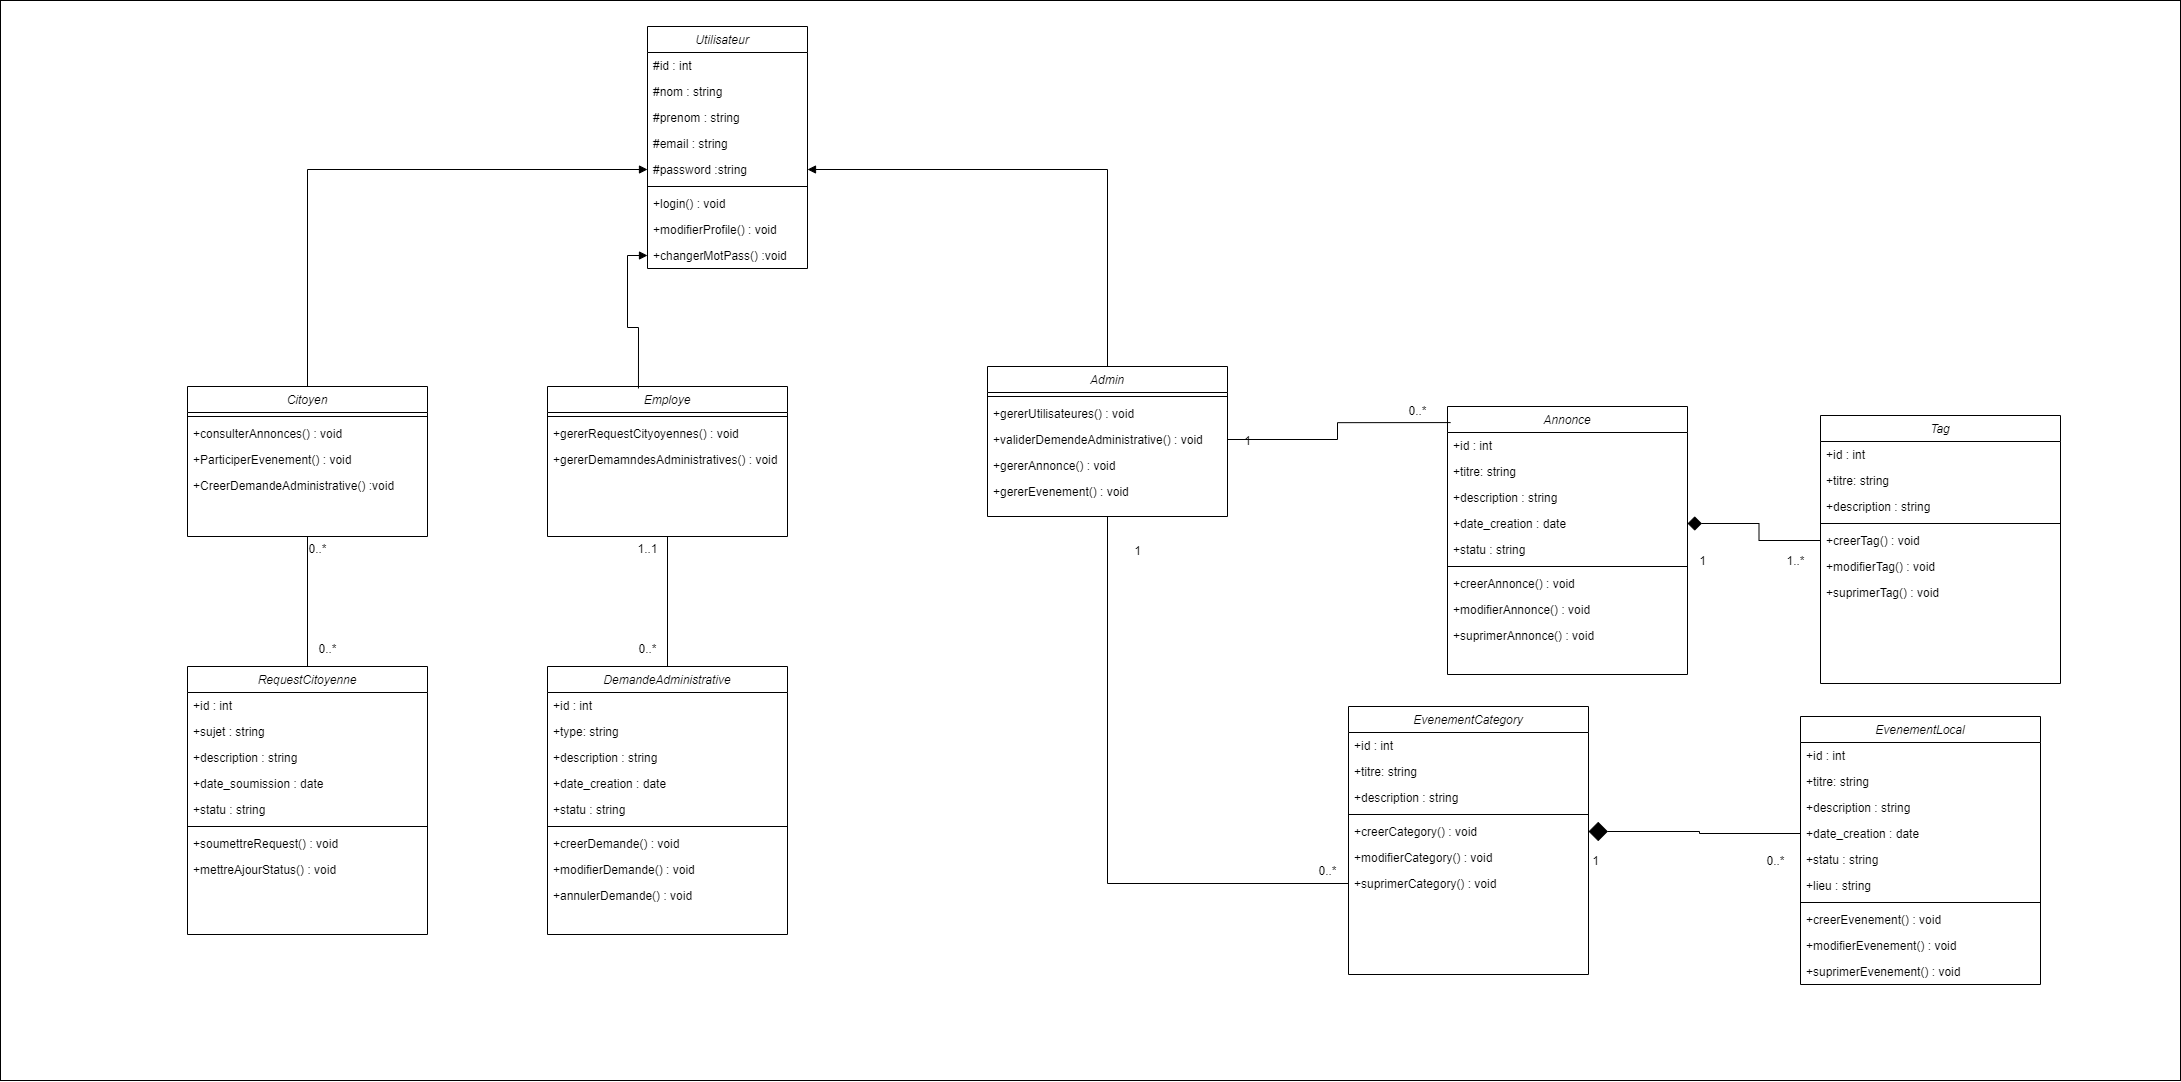 Utilisateur
#id : int
#nom : string
#prenom : string
#email : string
#password :string
+login() : void
+modifierProfile() : void
+changerMotPass() :void
Citoyen
+consulterAnnonces() : void
+ParticiperEvenement() : void
+CreerDemandeAdministrative() :void
0..*
0..*
RequestCitoyenne
+id : int
+sujet : string
+description : string
+date_soumission : date
+statu : string
+soumettreRequest() : void
+mettreAjourStatus() : void
Employe
+gererRequestCityoyennes() : void
+gererDemamndesAdministratives() : void
1..1
0..*
DemandeAdministrative
+id : int
+type: string
+description : string
+date_creation : date
+statu : string
+creerDemande() : void
+modifierDemande() : void
+annulerDemande() : void
Admin
+gererUtilisateures() : void
+validerDemendeAdministrative() : void
+gererAnnonce() : void
+gererEvenement() : void
1
0..*
1
0..*
Annonce
+id : int
+titre: string
+description : string
+date_creation : date
+statu : string
+creerAnnonce() : void
+modifierAnnonce() : void
+suprimerAnnonce() : void
1
1..*
Tag
+id : int
+titre: string
+description : string
+creerTag() : void
+modifierTag() : void
+suprimerTag() : void
EvenementCategory
+id : int
+titre: string
+description : string
+creerCategory() : void
+modifierCategory() : void
+suprimerCategory() : void
1
0..*
EvenementLocal
+id : int
+titre: string
+description : string
+date_creation : date
+statu : string
+lieu : string
+creerEvenement() : void
+modifierEvenement() : void
+suprimerEvenement() : void